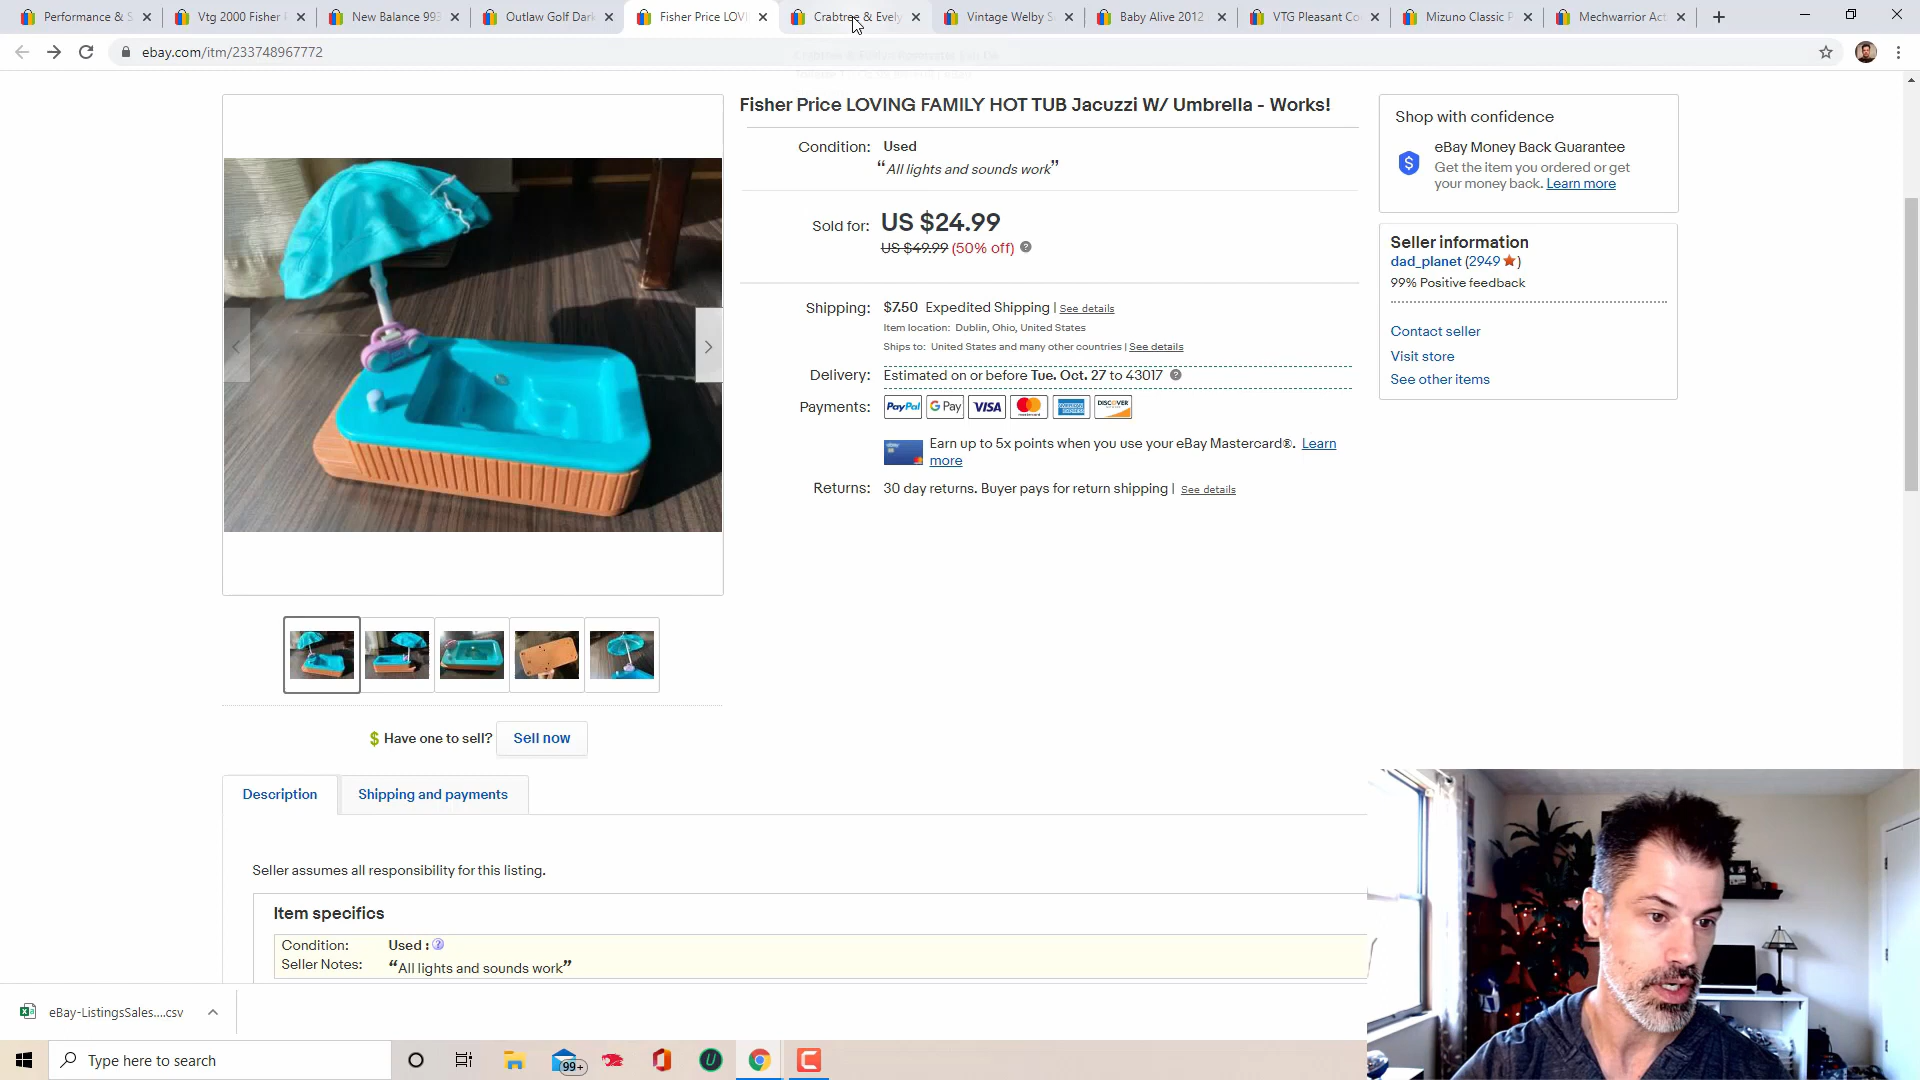 Performance & S
Vtg 2000 Fisher
New Balance 993
Outlaw Golf Dark
Fisher Price LOVI
Crabtree & Evely
Vintage Welby S
Baby Alive 2012
VTG Pleasant Co
Mizuno Classic P
Mechwarrior Act
ebay.com/itm/233748967772
Fisher Price LOVING FAMILY HOT TUB Jacuzzi W/ Umbrella - Works!
Condition: Used
“All lights and sounds work”
Sold for: US $24.99
US $49.99 (50% off)
Shipping: $7.50 Expedited Shipping | See details
Item location: Dublin, Ohio, United States
Ships to: United States and many other countries | See details
Delivery: Estimated on or before Tue. Oct. 27 to 43017
Payments: PayPal G Pay VISA mastercard AMERICAN EXPRESS DISCOVER
Earn up to 5x points when you use your eBay Mastercard®. Learn
more
Returns: 30 day returns. Buyer pays for return shipping | See details
Shop with confidence
eBay Money Back Guarantee
Get the item you ordered or get
your money back. Learn more
Seller information
dad_planet (2949)
99% Positive feedback
Contact seller
Visit store
See other items
Have one to sell? Sell now
Description
Shipping and payments
Seller assumes all responsibility for this listing.
Item specifics
Condition: Used :
Seller Notes: “All lights and sounds work”
eBay-ListingsSales....csv
Type here to search
99+